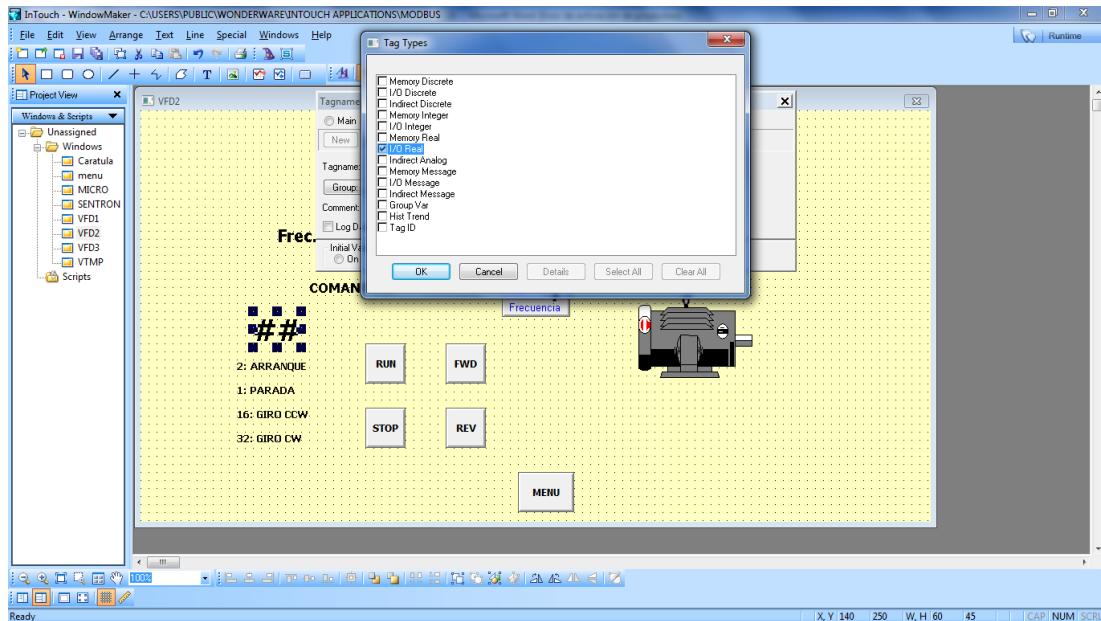 InTouch - WindowMaker - C:\USERS\PUBLIC\WONDERWARE\INTOUCH APPLICATIONS\MODBUS
File Edit View Arrange Text Line Special Windows Help
Runtime
Project View
Windows & Scripts
Unassigned
Windows
Caratula
menu
MICRO
SENTRON
VFD1
VFD2
VFD3
VTMP
Scripts
VFD2
Tagname
Main
New
Tagname:
Group:
Comment:
Log D
Initial Va
On
Tag Types
Memory Discrete
I/O Discrete
Indirect Discrete
Memory Integer
I/O Integer
Memory Real
I/O Real
Indirect Analog
Memory Message
I/O Message
Indirect Message
Group Var
Hist Trend
Tag ID
OK Cancel Details Select All Clear All
Frec.
COMAN
Frecuencia
##
2: ARRANQUE
1: PARADA
16: GIRO CCW
32: GIRO CW
RUN FWD
STOP REV
MENU
100%
Ready
X, Y 140 250 W, H 60 45 CAP NUM SCRL